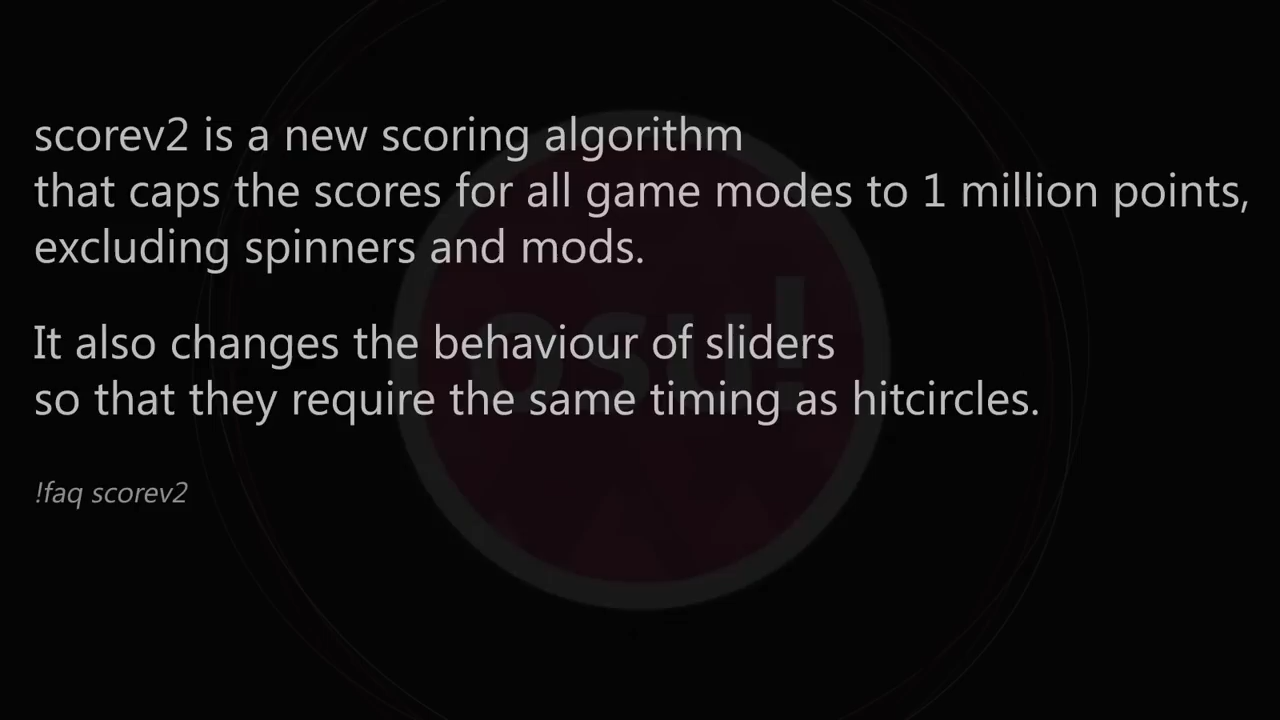 scorev2 is a new scoring algorithm
that caps the scores for all game modes to 1 million points,
excluding spinners and mods.
It also changes the behaviour of sliders
so that they require the same timing as hitcircles.
!faq scorev2
osu!